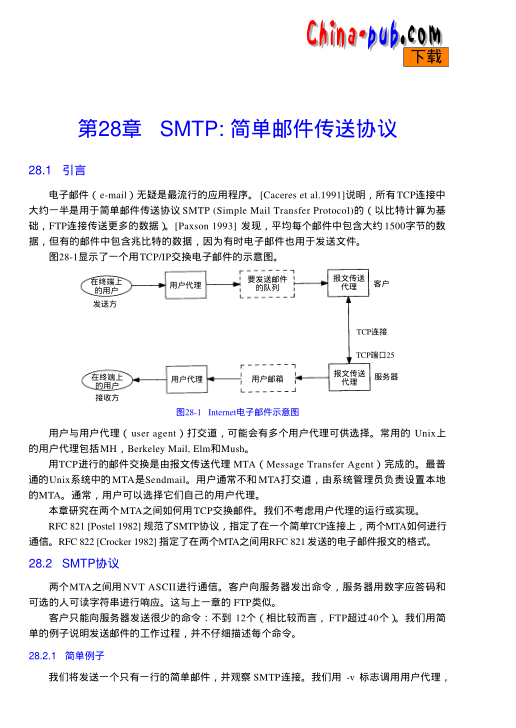 China-pub.com
下载
第28章 SMTP: 简单邮件传送协议
28.1 引言
电子邮件（e-mail）无疑是最流行的应用程序。[Caceres et al.1991]说明，所有TCP连接中
大约一半是用于简单邮件传送协议 SMTP (Simple Mail Transfer Protocol)的（以比特计算为基
础，FTP连接传送更多的数据）。[Paxson 1993] 发现，平均每个邮件中包含大约1500字节的数
据，但有的邮件中包含兆比特的数据，因为有时电子邮件也用于发送文件。
图28-1显示了一个用TCP/IP交换电子邮件的示意图。
在终端上
的用户
用户代理
要发送邮件
的队列
报文传送
代理
客户
发送方
TCP连接
TCP端口25
在终端上
的用户
用户代理
用户邮箱
报文传送
代理
服务器
接收方
图28-1 Internet电子邮件示意图
用户与用户代理（user agent）打交道，可能会有多个用户代理可供选择。常用的 Unix上
的用户代理包括MH，Berkeley Mail, Elm和Mush。
用TCP进行的邮件交换是由报文传送代理 MTA（Message Transfer Agent）完成的。最普
通的Unix系统中的MTA是Sendmail。用户通常不和MTA打交道，由系统管理员负责设置本地
的MTA。通常，用户可以选择它们自己的用户代理。
本章研究在两个MTA之间如何用TCP交换邮件。我们不考虑用户代理的运行或实现。
RFC 821 [Postel 1982] 规范了SMTP协议，指定了在一个简单TCP连接上，两个MTA如何进行
通信。RFC 822 [Crocker 1982] 指定了在两个MTA之间用RFC 821 发送的电子邮件报文的格式。
28.2 SMTP协议
两个MTA之间用NVT ASCII进行通信。客户向服务器发出命令，服务器用数字应答码和
可选的人可读字符串进行响应。这与上一章的 FTP类似。
客户只能向服务器发送很少的命令：不到 12个（相比较而言，FTP超过40个）。我们用简
单的例子说明发送邮件的工作过程，并不仔细描述每个命令。
28.2.1 简单例子
我们将发送一个只有一行的简单邮件，并观察 SMTP连接。我们用 -v 标志调用用户代理，